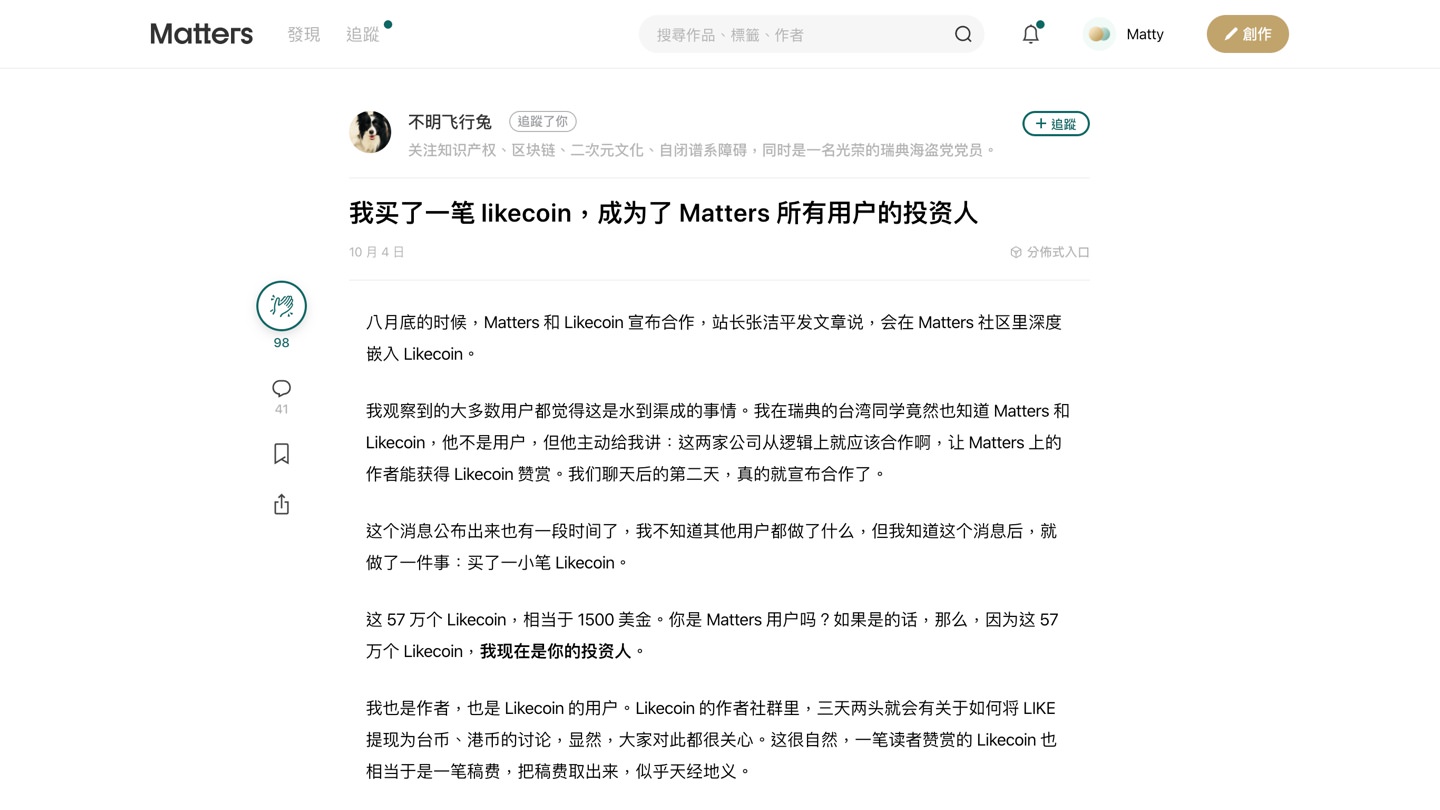 Matters 發現 追蹤 搜尋作品、標籤、作者 Matty 創作
不明飞行兔 追蹤了你 + 追蹤
关注知识产权、区块链、二次元文化、自闭谱系障碍，同时是一名光荣的瑞典海盗党党员。
我买了一笔 likecoin，成为了 Matters 所有用户的投资人
10 月 4 日 分佈式入口
98
41
八月底的时候，Matters 和 Likecoin 宣布合作，站长张洁平发文章说，会在 Matters 社区里深度
嵌入 Likecoin。
我观察到的大多数用户都觉得这是水到渠成的事情。我在瑞典的台湾同学竟然也知道 Matters 和
Likecoin，他不是用户，但他主动给我讲：这两家公司从逻辑上就应该合作啊，让 Matters 上的
作者能获得 Likecoin 赞赏。我们聊天后的第二天，真的就宣布合作了。
这个消息公布出来也有一段时间了，我不知道其他用户都做了什么，但我知道这个消息后，就
做了一件事：买了一小笔 Likecoin。
这 57 万个 Likecoin，相当于 1500 美金。你是 Matters 用户吗？如果是的话，那么，因为这 57
万个 Likecoin，我现在是你的投资人。
我也是作者，也是 Likecoin 的用户。Likecoin 的作者社群里，三天两头就会有关于如何将 LIKE
提现为台币、港币的讨论，显然，大家对此都很关心。这很自然，一笔读者赞赏的 Likecoin 也
相当于是一笔稿费，把稿费取出来，似乎天经地义。